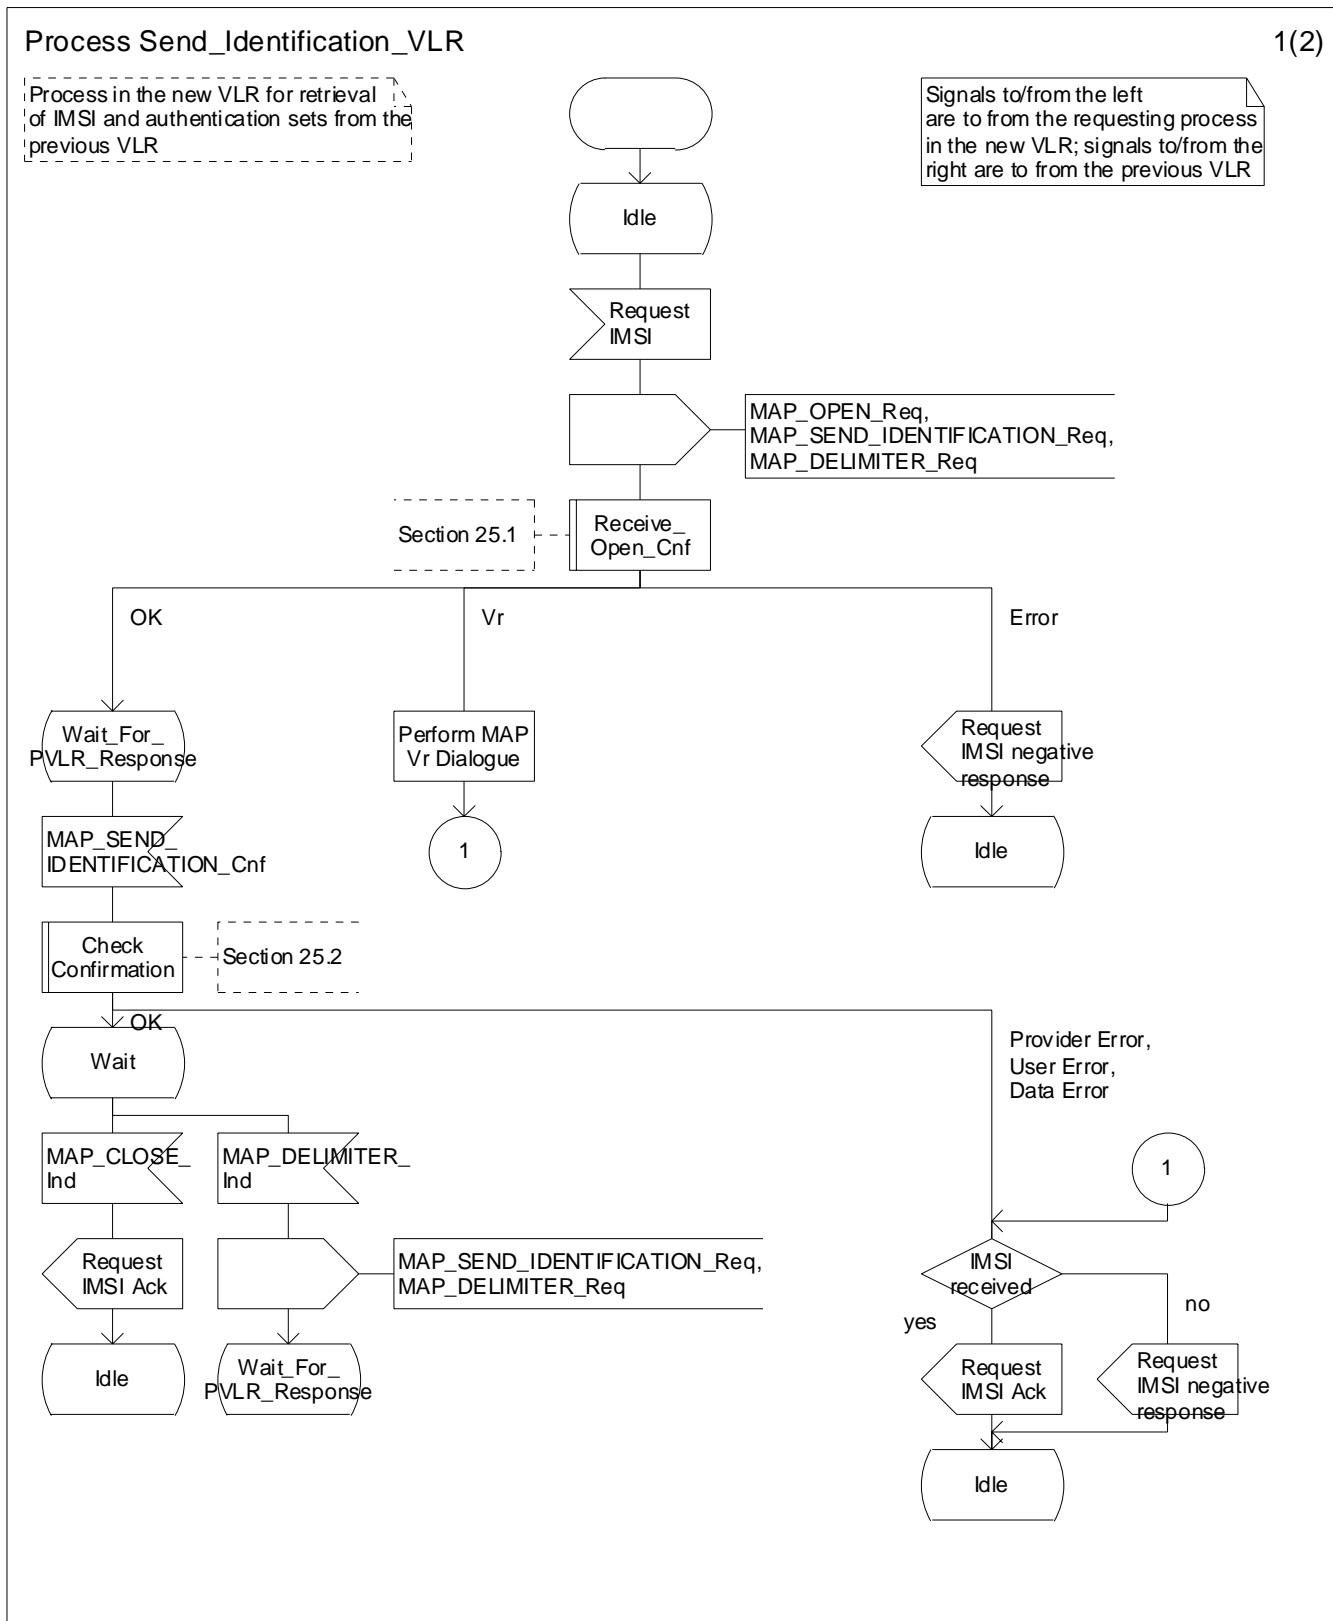 Process Send_Identification_VLR
1(2)
Process in the new VLR for retrieval
of IMSI and authentication sets from the
previous VLR
Signals to/from the left
are to from the requesting process
in the new VLR; signals to/from the
right are to from the previous VLR
Idle
Request
IMSI
MAP_OPEN_Req,
MAP_SEND_IDENTIFICATION_Req,
MAP_DELIMITER_Req
Section 25.1
Receive_
Open_Cnf
OK
Vr
Error
Wait_For_
PVLR_Response
Perform MAP
Vr Dialogue
Request
IMSI negative
response
MAP_SEND_
IDENTIFICATION_Cnf
1
Idle
Check
Confirmation
Section 25.2
OK
Wait
Provider Error,
User Error,
Data Error
MAP_CLOSE_
Ind
MAP_DELIMITER_
Ind
1
Request
IMSI Ack
MAP_SEND_IDENTIFICATION_Req,
MAP_DELIMITER_Req
IMSI
received
yes
no
Idle
Wait_For_
PVLR_Response
Request
IMSI Ack
Request
IMSI negative
response
Idle